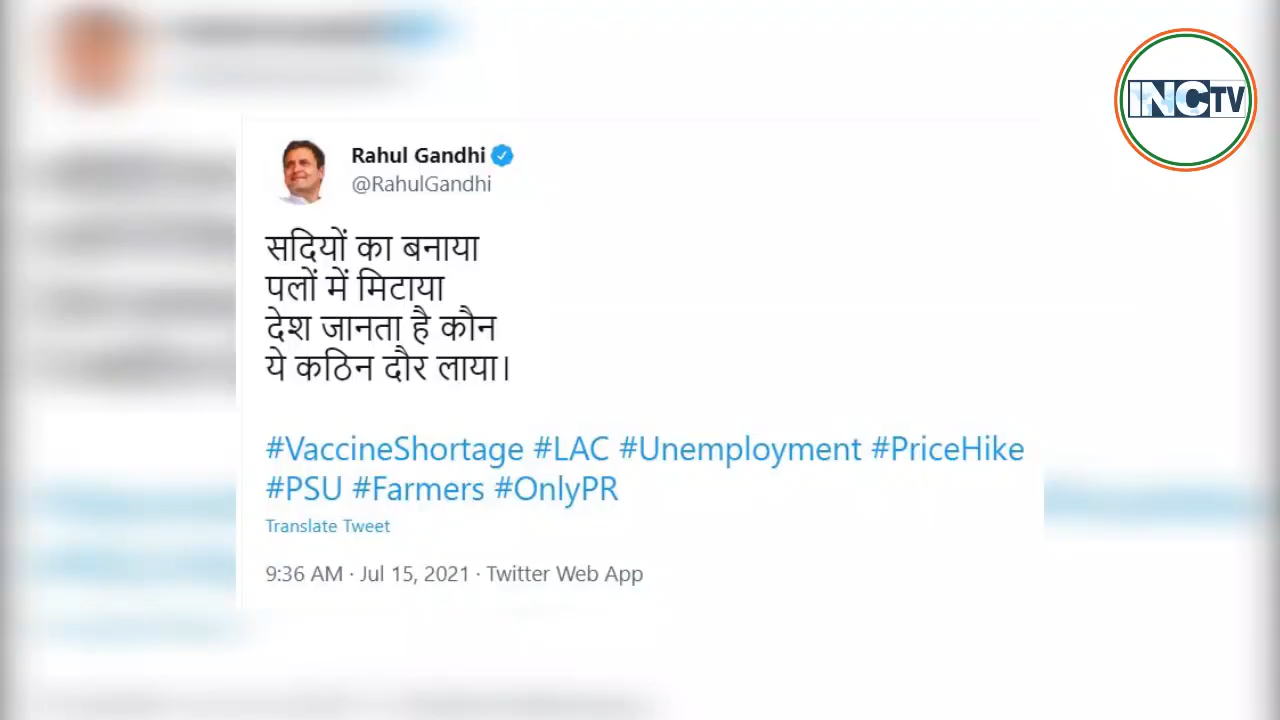 INCTV
Rahul Gandhi
@RahulGandhi
सदियों का बनाया
पलों में मिटाया
देश जानता है कौन
ये कठिन दौर लाया।
#VaccineShortage #LAC #Unemployment #PriceHike
#PSU #Farmers #OnlyPR
Translate Tweet
9:36 AM · Jul 15, 2021 · Twitter Web App